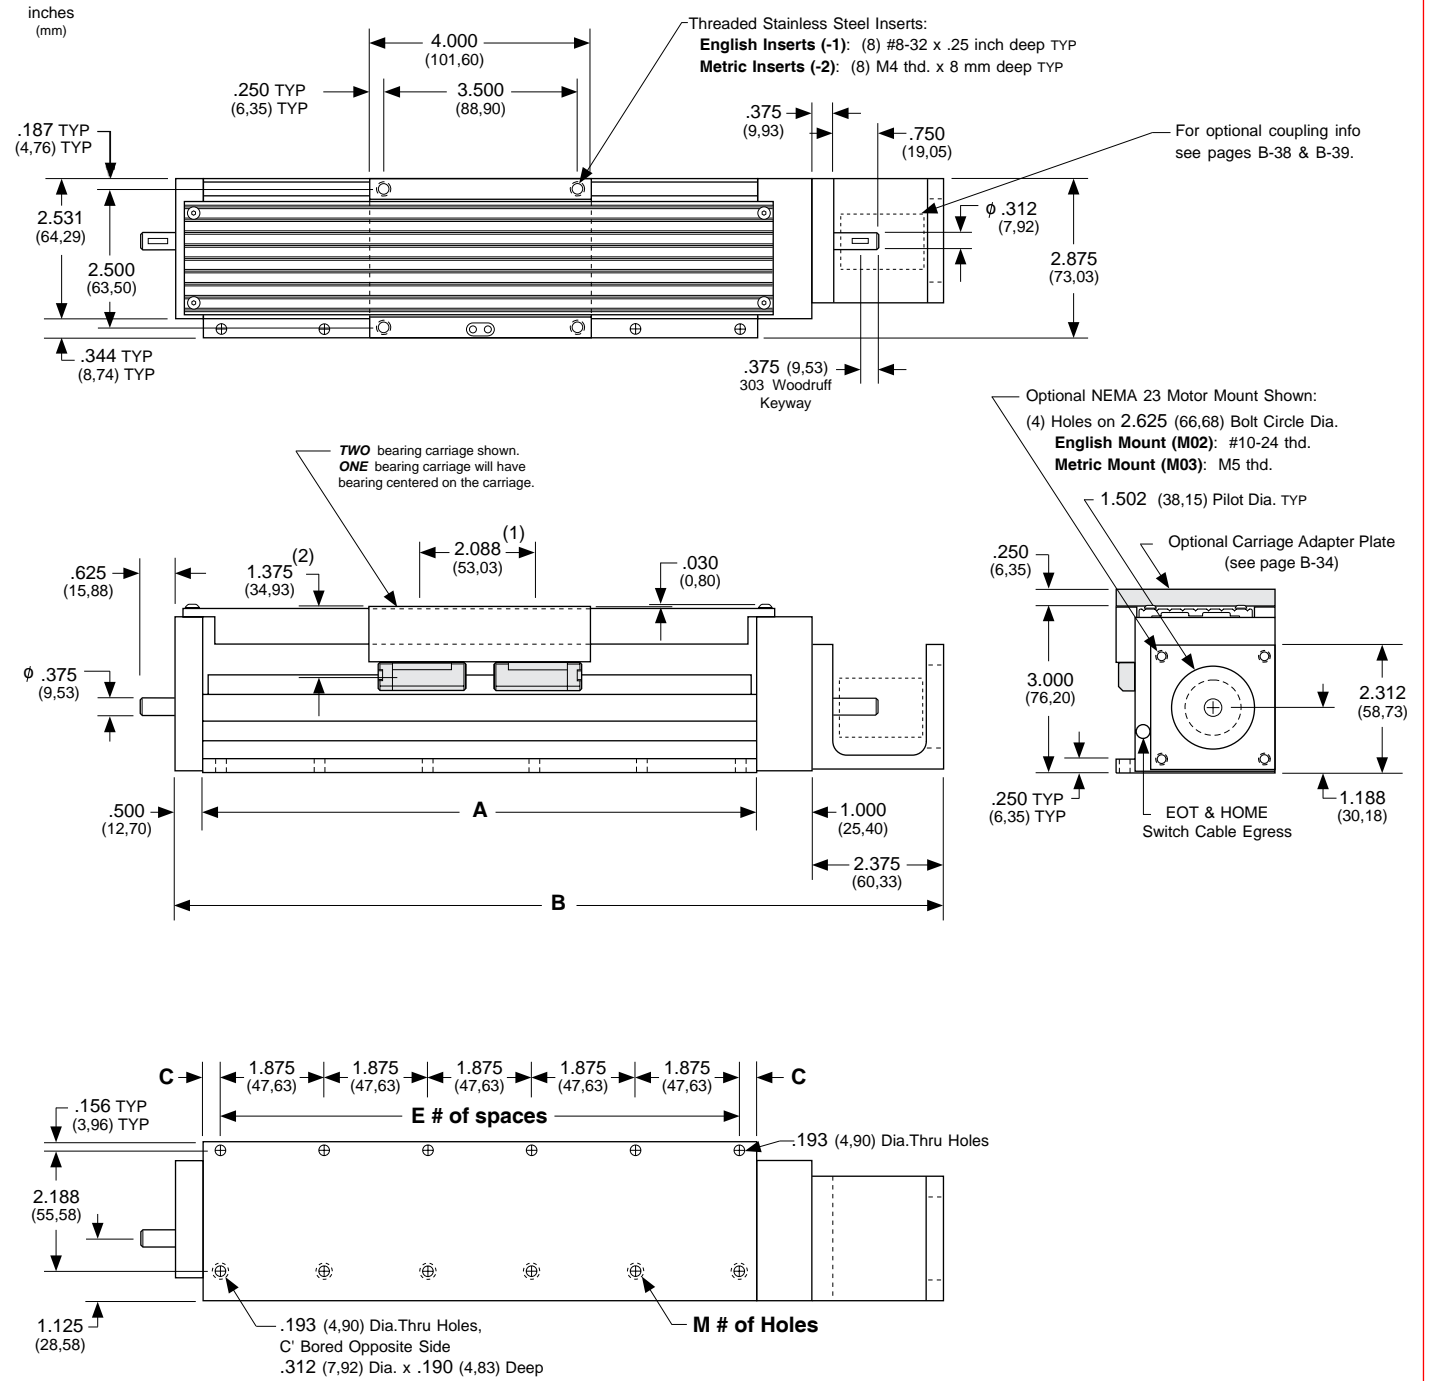 inches
(mm)
4.000
(101,60)
Threaded Stainless Steel Inserts:
English Inserts (-1): (8) #8-32 x .25 inch deep TYP
Metric Inserts (-2): (8) M4 thd. x 8 mm deep TYP
.250 TYP
(6,35) TYP
3.500
(88,90)
.375
(9,93)
.750
(19,05)
For optional coupling info
see pages B-38 & B-39.
.187 TYP
(4,76) TYP
2.531
(64,29)
2.500
(63,50)
ϕ .312
(7,92)
2.875
(73,03)
.344 TYP
(8,74) TYP
.375 (9,53)
303 Woodruff
Keyway
Optional NEMA 23 Motor Mount Shown:
(4) Holes on 2.625 (66,68) Bolt Circle Dia.
English Mount (M02): #10-24 thd.
Metric Mount (M03): M5 thd.
TWO bearing carriage shown.
ONE bearing carriage will have
bearing centered on the carriage.
1.502 (38,15) Pilot Dia. TYP
Optional Carriage Adapter Plate
(see page B-34)
.625
(15,88)
(2)
1.375
(34,93)
(1)
2.088
(53,03)
.030
(0,80)
.250
(6,35)
ϕ .375
(9,53)
3.000
(76,20)
2.312
(58,73)
.500
(12,70)
A
1.000
(25,40)
.250 TYP
(6,35) TYP
EOT & HOME
Switch Cable Egress
1.188
(30,18)
2.375
(60,33)
B
C
1.875
(47,63)
1.875
(47,63)
1.875
(47,63)
1.875
(47,63)
1.875
(47,63)
C
E # of spaces
.156 TYP
(3,96) TYP
.193 (4,90) Dia.Thru Holes
2.188
(55,58)
1.125
(28,58)
.193 (4,90) Dia.Thru Holes,
C' Bored Opposite Side
.312 (7,92) Dia. x .190 (4,83) Deep
M # of Holes